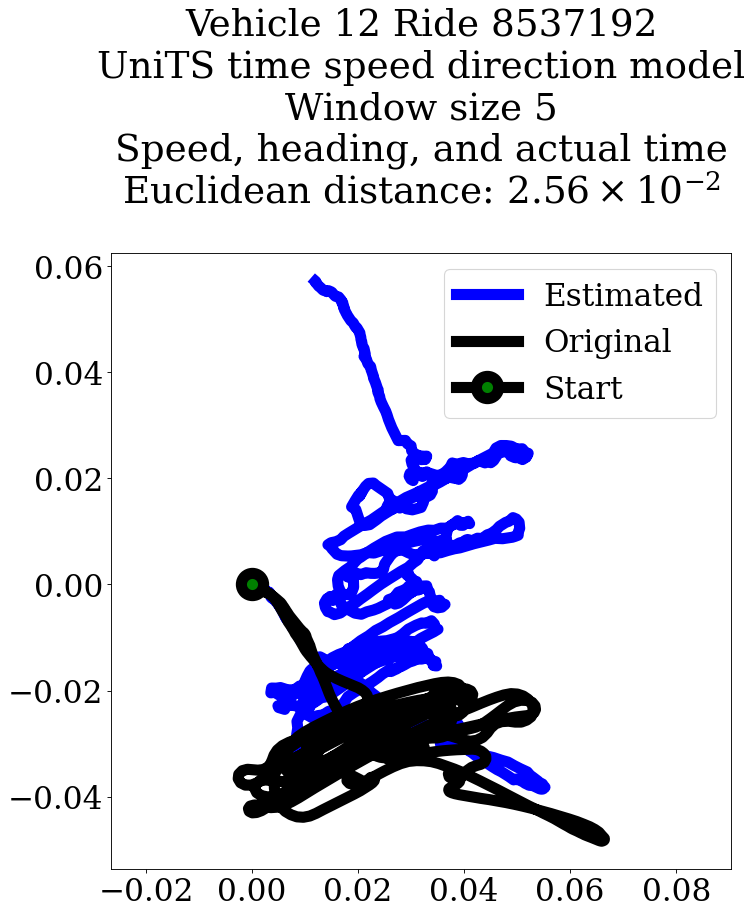 Vehicle 12 Ride 8537192
UniTS time speed direction model
Window size 5
Speed, heading, and actual time
Euclidean distance: 2.56 × 10⁻²
Estimated
Original
Start
0.06
0.04
0.02
0.00
−0.02
−0.04
−0.02 0.00 0.02 0.04 0.06 0.08